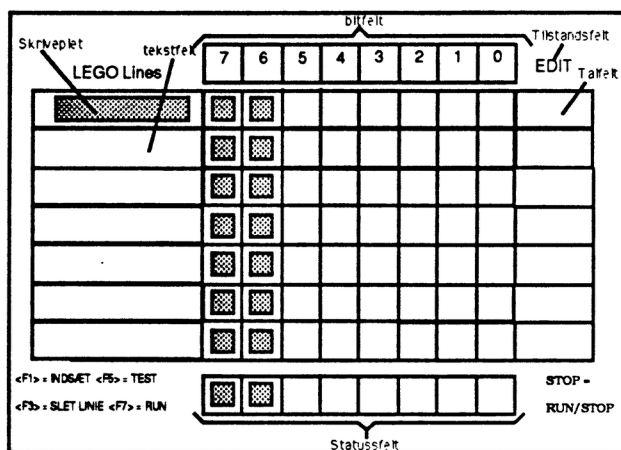 bitfelt
Skriveplet
tekstfelt
Tilstandsfelt
LEGO Lines
7 6 5 4 3 2 1 0
EDIT
Talfelt
<F1> = INDSÆT <F5> = TEST
STOP =
<F3> = SLET LINIE <F7> = RUN
RUN/STOP
Statussfelt